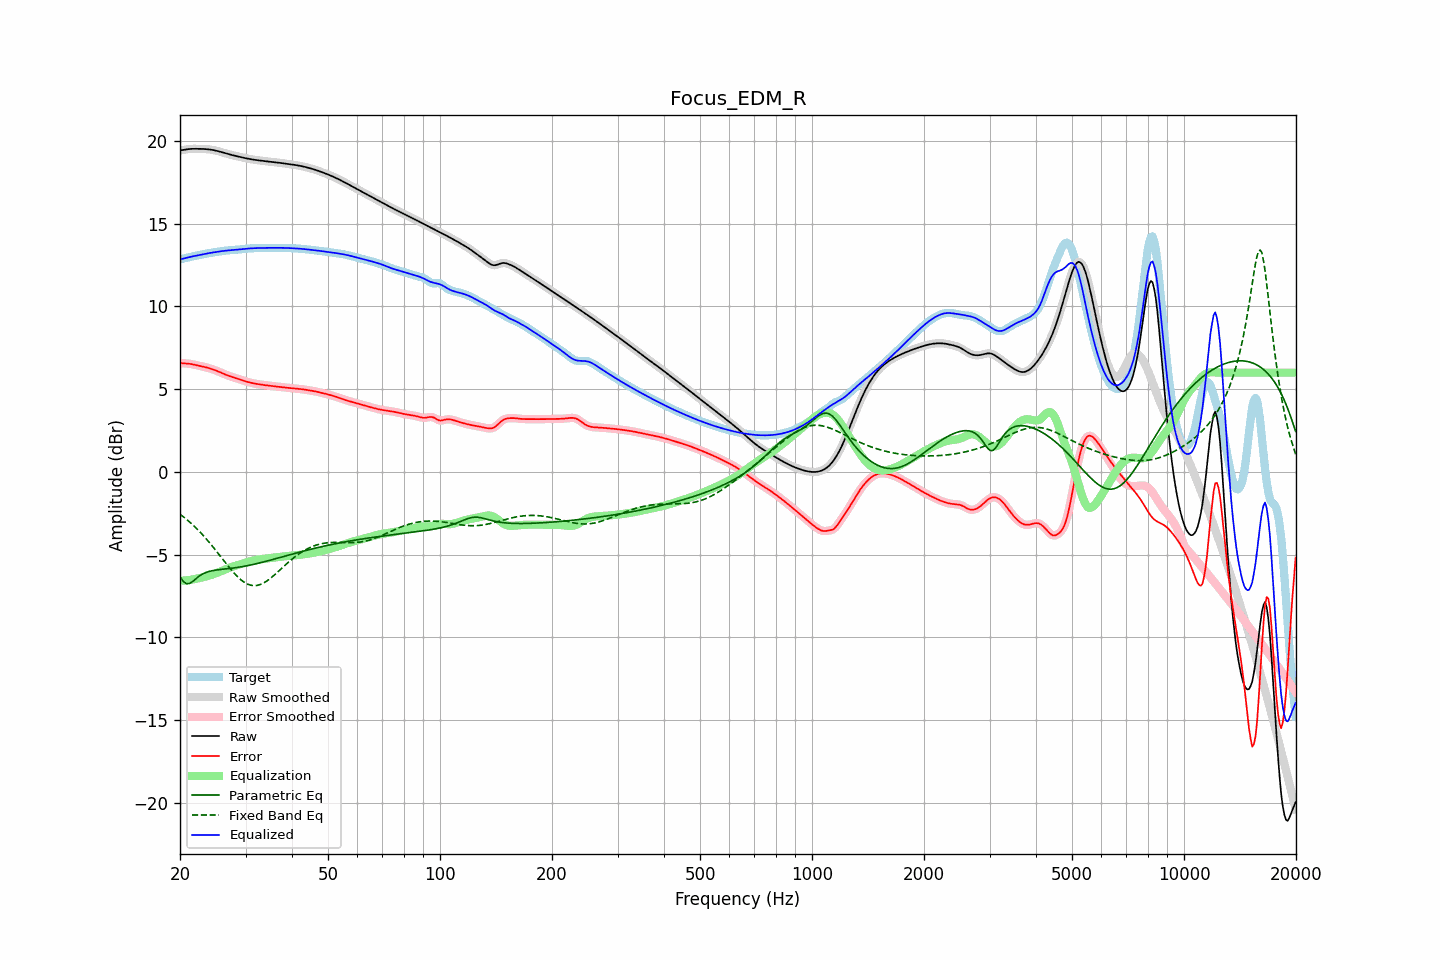 Focus_EDM_R
Amplitude (dBr)
20
15
10
5
0
−5
−10
−15
−20
Target
Raw Smoothed
Error Smoothed
Raw
Error
Equalization
Parametric Eq
Fixed Band Eq
Equalized
20 50 100 200 500 1000 2000 5000 10000 20000
Frequency (Hz)